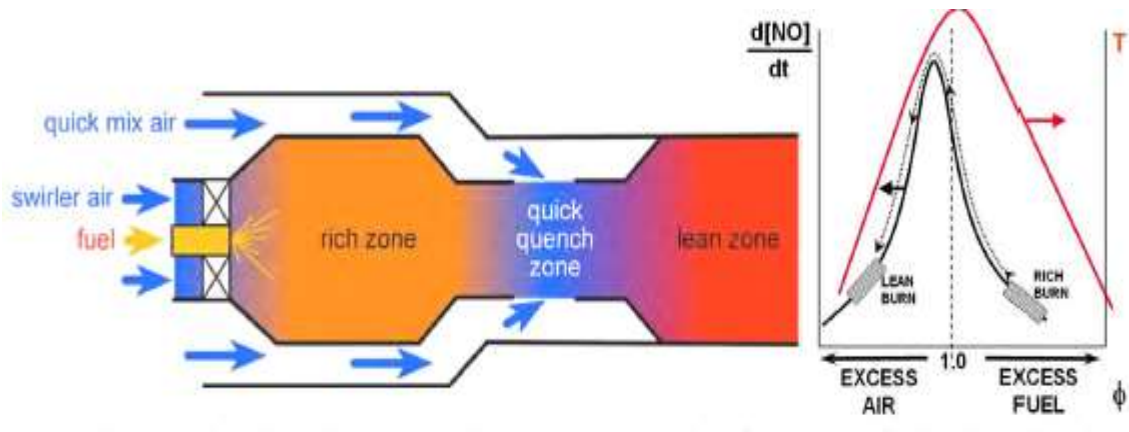 quick mix air
swirler air
fuel
rich zone
quick
quench
zone
lean zone
d[NO]
dt
T
LEAN
BURN
RICH
BURN
1.0
EXCESS
AIR
EXCESS
FUEL
ϕ